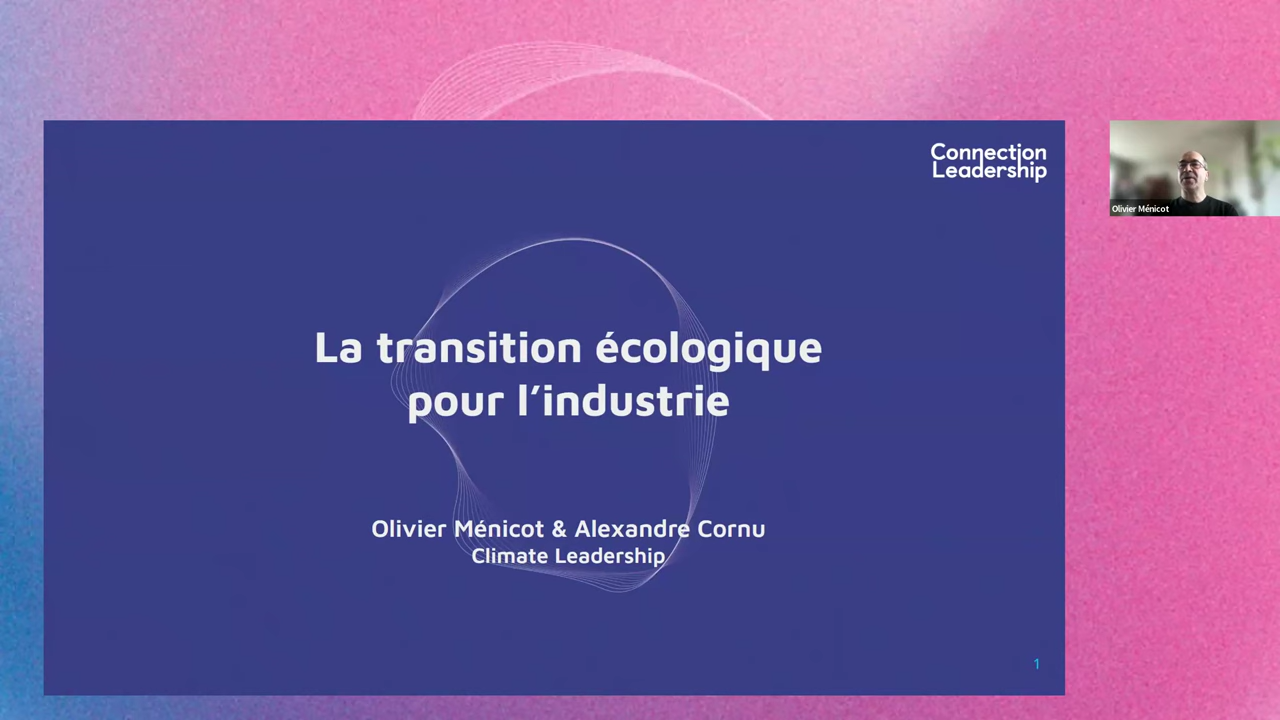 Connection
Leadership
Olivier Ménicot
La transition écologique
pour l’industrie
Olivier Ménicot & Alexandre Cornu
Climate Leadership
1